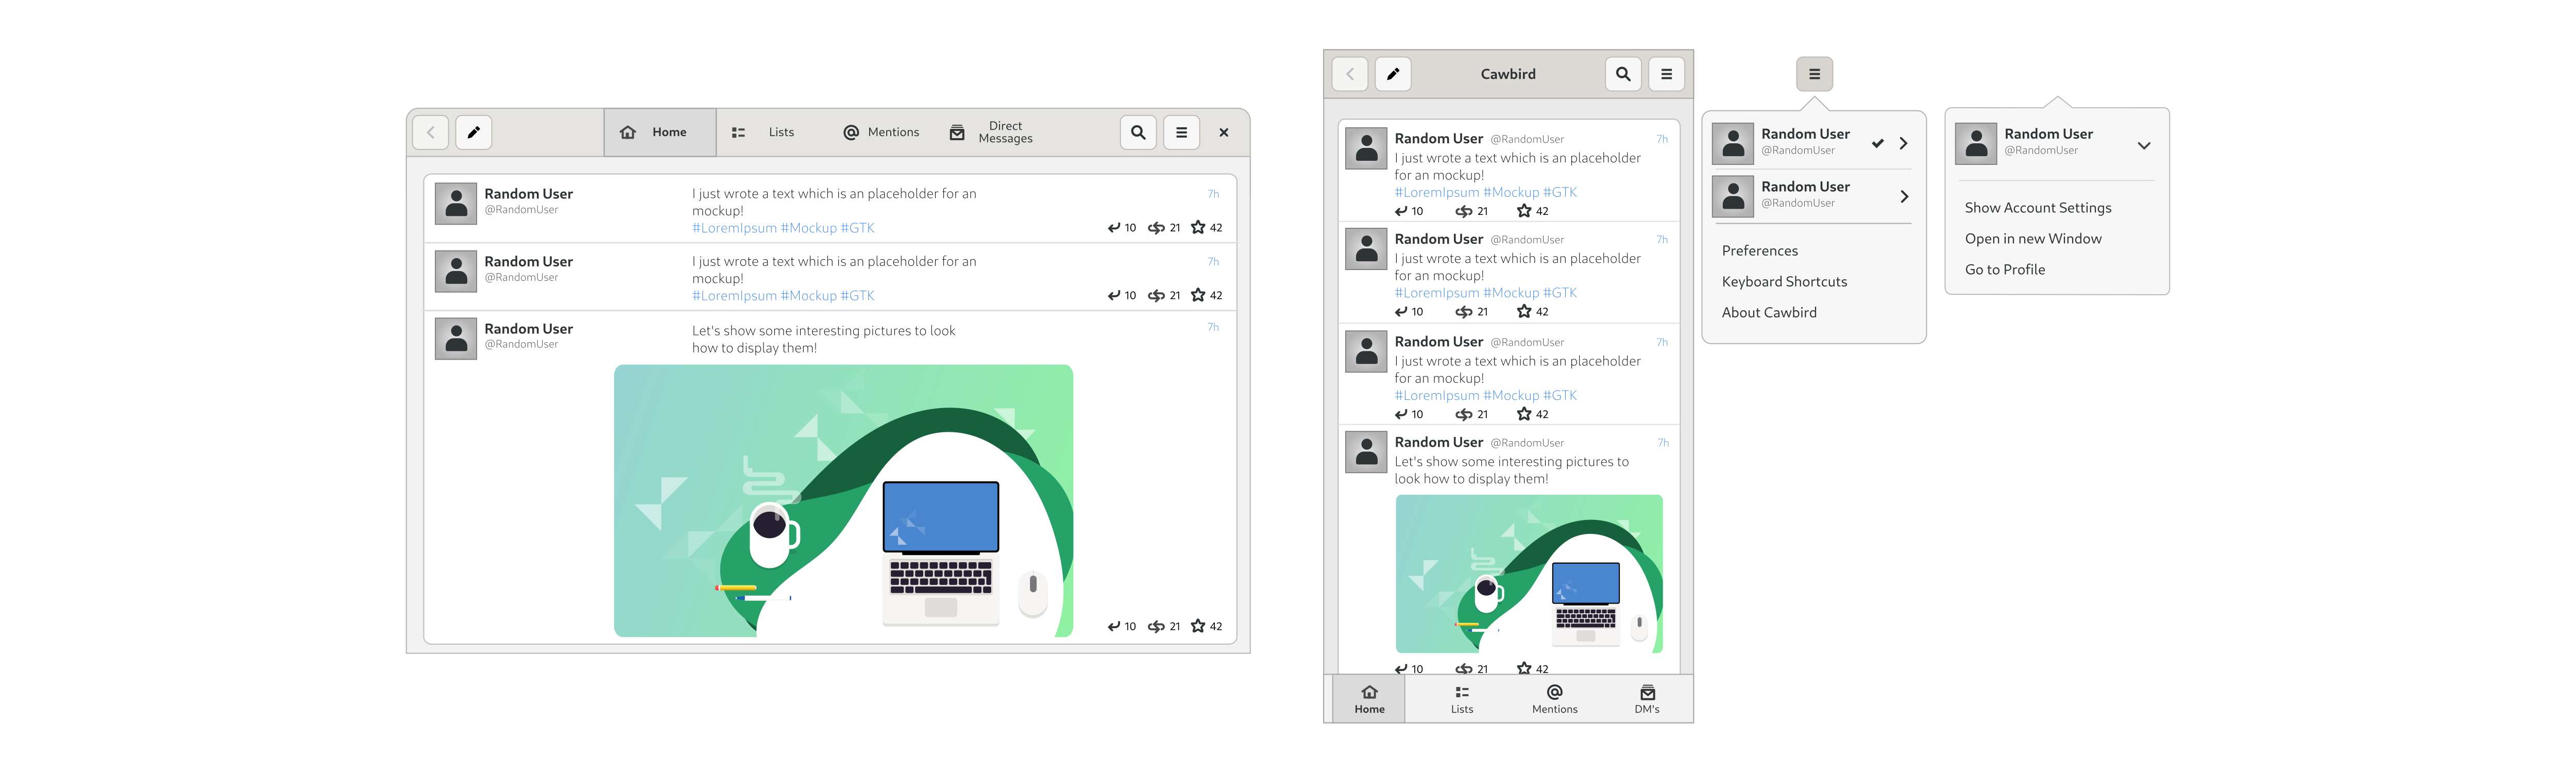 Home
Lists
Mentions
Direct
Messages
Random User
@RandomUser
I just wrote a text which is an placeholder for an
mockup!
#LoremIpsum #Mockup #GTK
7h
10 21 42
Random User
@RandomUser
I just wrote a text which is an placeholder for an
mockup!
#LoremIpsum #Mockup #GTK
7h
10 21 42
Random User
@RandomUser
Let's show some interesting pictures to look
how to display them!
7h
10 21 42
Cawbird
Random User @RandomUser 7h
I just wrote a text which is an placeholder
for an mockup!
#LoremIpsum #Mockup #GTK
10 21 42
Random User @RandomUser 7h
I just wrote a text which is an placeholder
for an mockup!
#LoremIpsum #Mockup #GTK
10 21 42
Random User @RandomUser 7h
I just wrote a text which is an placeholder
for an mockup!
#LoremIpsum #Mockup #GTK
10 21 42
Random User @RandomUser 7h
Let's show some interesting pictures to
look how to display them!
10 21 42
Home
Lists
Mentions
DM's
Random User
@RandomUser
Random User
@RandomUser
Preferences
Keyboard Shortcuts
About Cawbird
Random User
@RandomUser
Show Account Settings
Open in new Window
Go to Profile